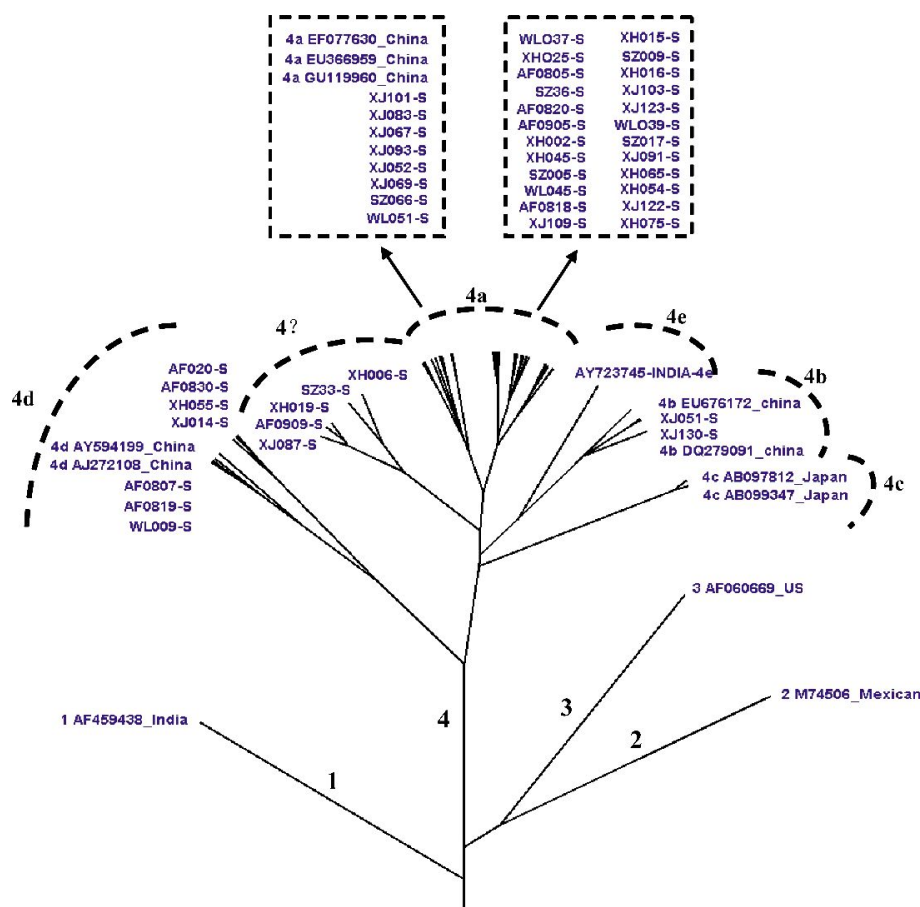 4a EF077630_China
4a EU366959_China
4a GU119960_China
XJ101-S
XJ083-S
XJ067-S
XJ093-S
XJ052-S
XJ069-S
SZ066-S
WL051-S
WLO37-S
XHO25-S
AF0805-S
SZ36-S
AF0820-S
AF0905-S
XH002-S
XH045-S
SZ005-S
WL045-S
AF0818-S
XJ109-S
XH015-S
SZ009-S
XH016-S
XJ103-S
XJ123-S
WLO39-S
SZ017-S
XJ091-S
XH065-S
XH054-S
XJ122-S
XH075-S
4d
AF020-S
AF0830-S
XH055-S
XJ014-S
4d AY594199_China
4d AJ272108_China
AF0807-S
AF0819-S
WL009-S
4?
XH006-S
SZ33-S
XH019-S
AF0909-S
XJ087-S
4a
4e
AY723745-INDIA-4e
4b
4b EU676172_china
XJ051-S
XJ130-S
4b DQ279091_china
4c
4c AB097812_Japan
4c AB099347_Japan
3 AF060669_US
2 M74506_Mexican
1 AF459438_India
4
3
2
1